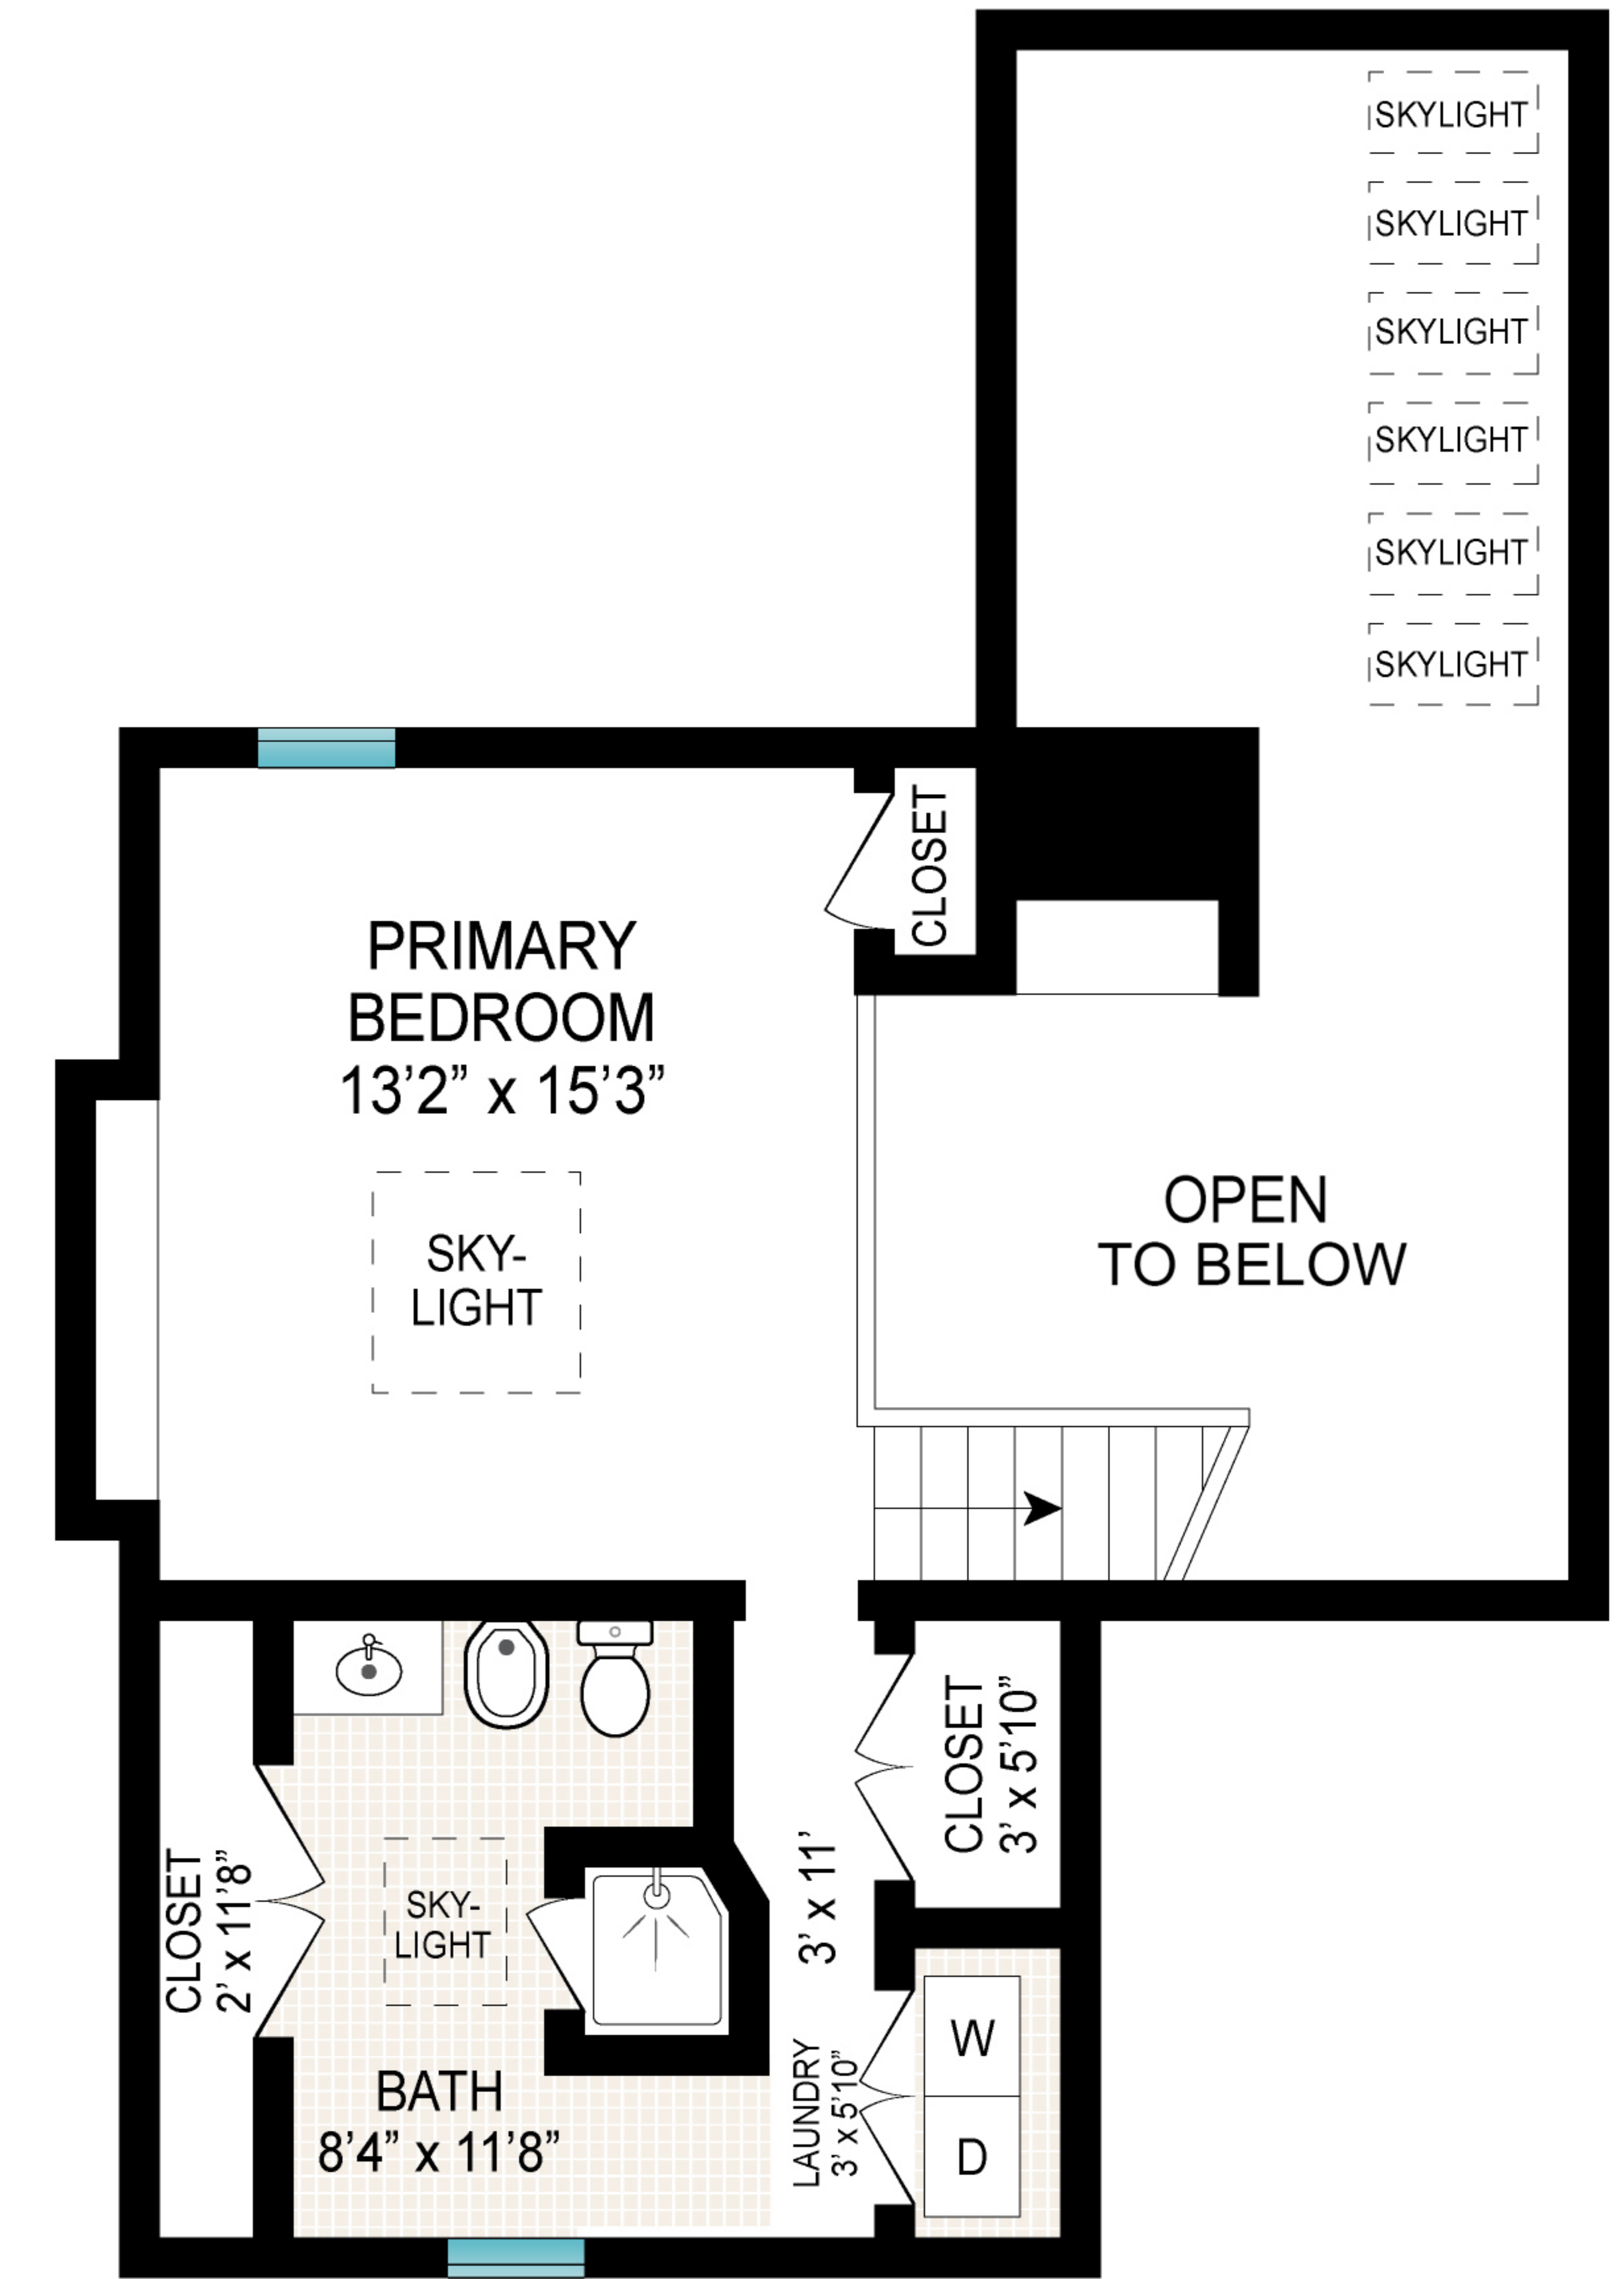 SKYLIGHT
SKYLIGHT
SKYLIGHT
SKYLIGHT
SKYLIGHT
SKYLIGHT
CLOSET
PRIMARY
BEDROOM
13’2” x 15’3”
SKY-
LIGHT
OPEN
TO BELOW
CLOSET
3’ x 5’10”
3’ x 11’
CLOSET
2’ x 11’8”
SKY-
LIGHT
BATH
8’4” x 11’8”
LAUNDRY
3’ x 5’10”
W
D